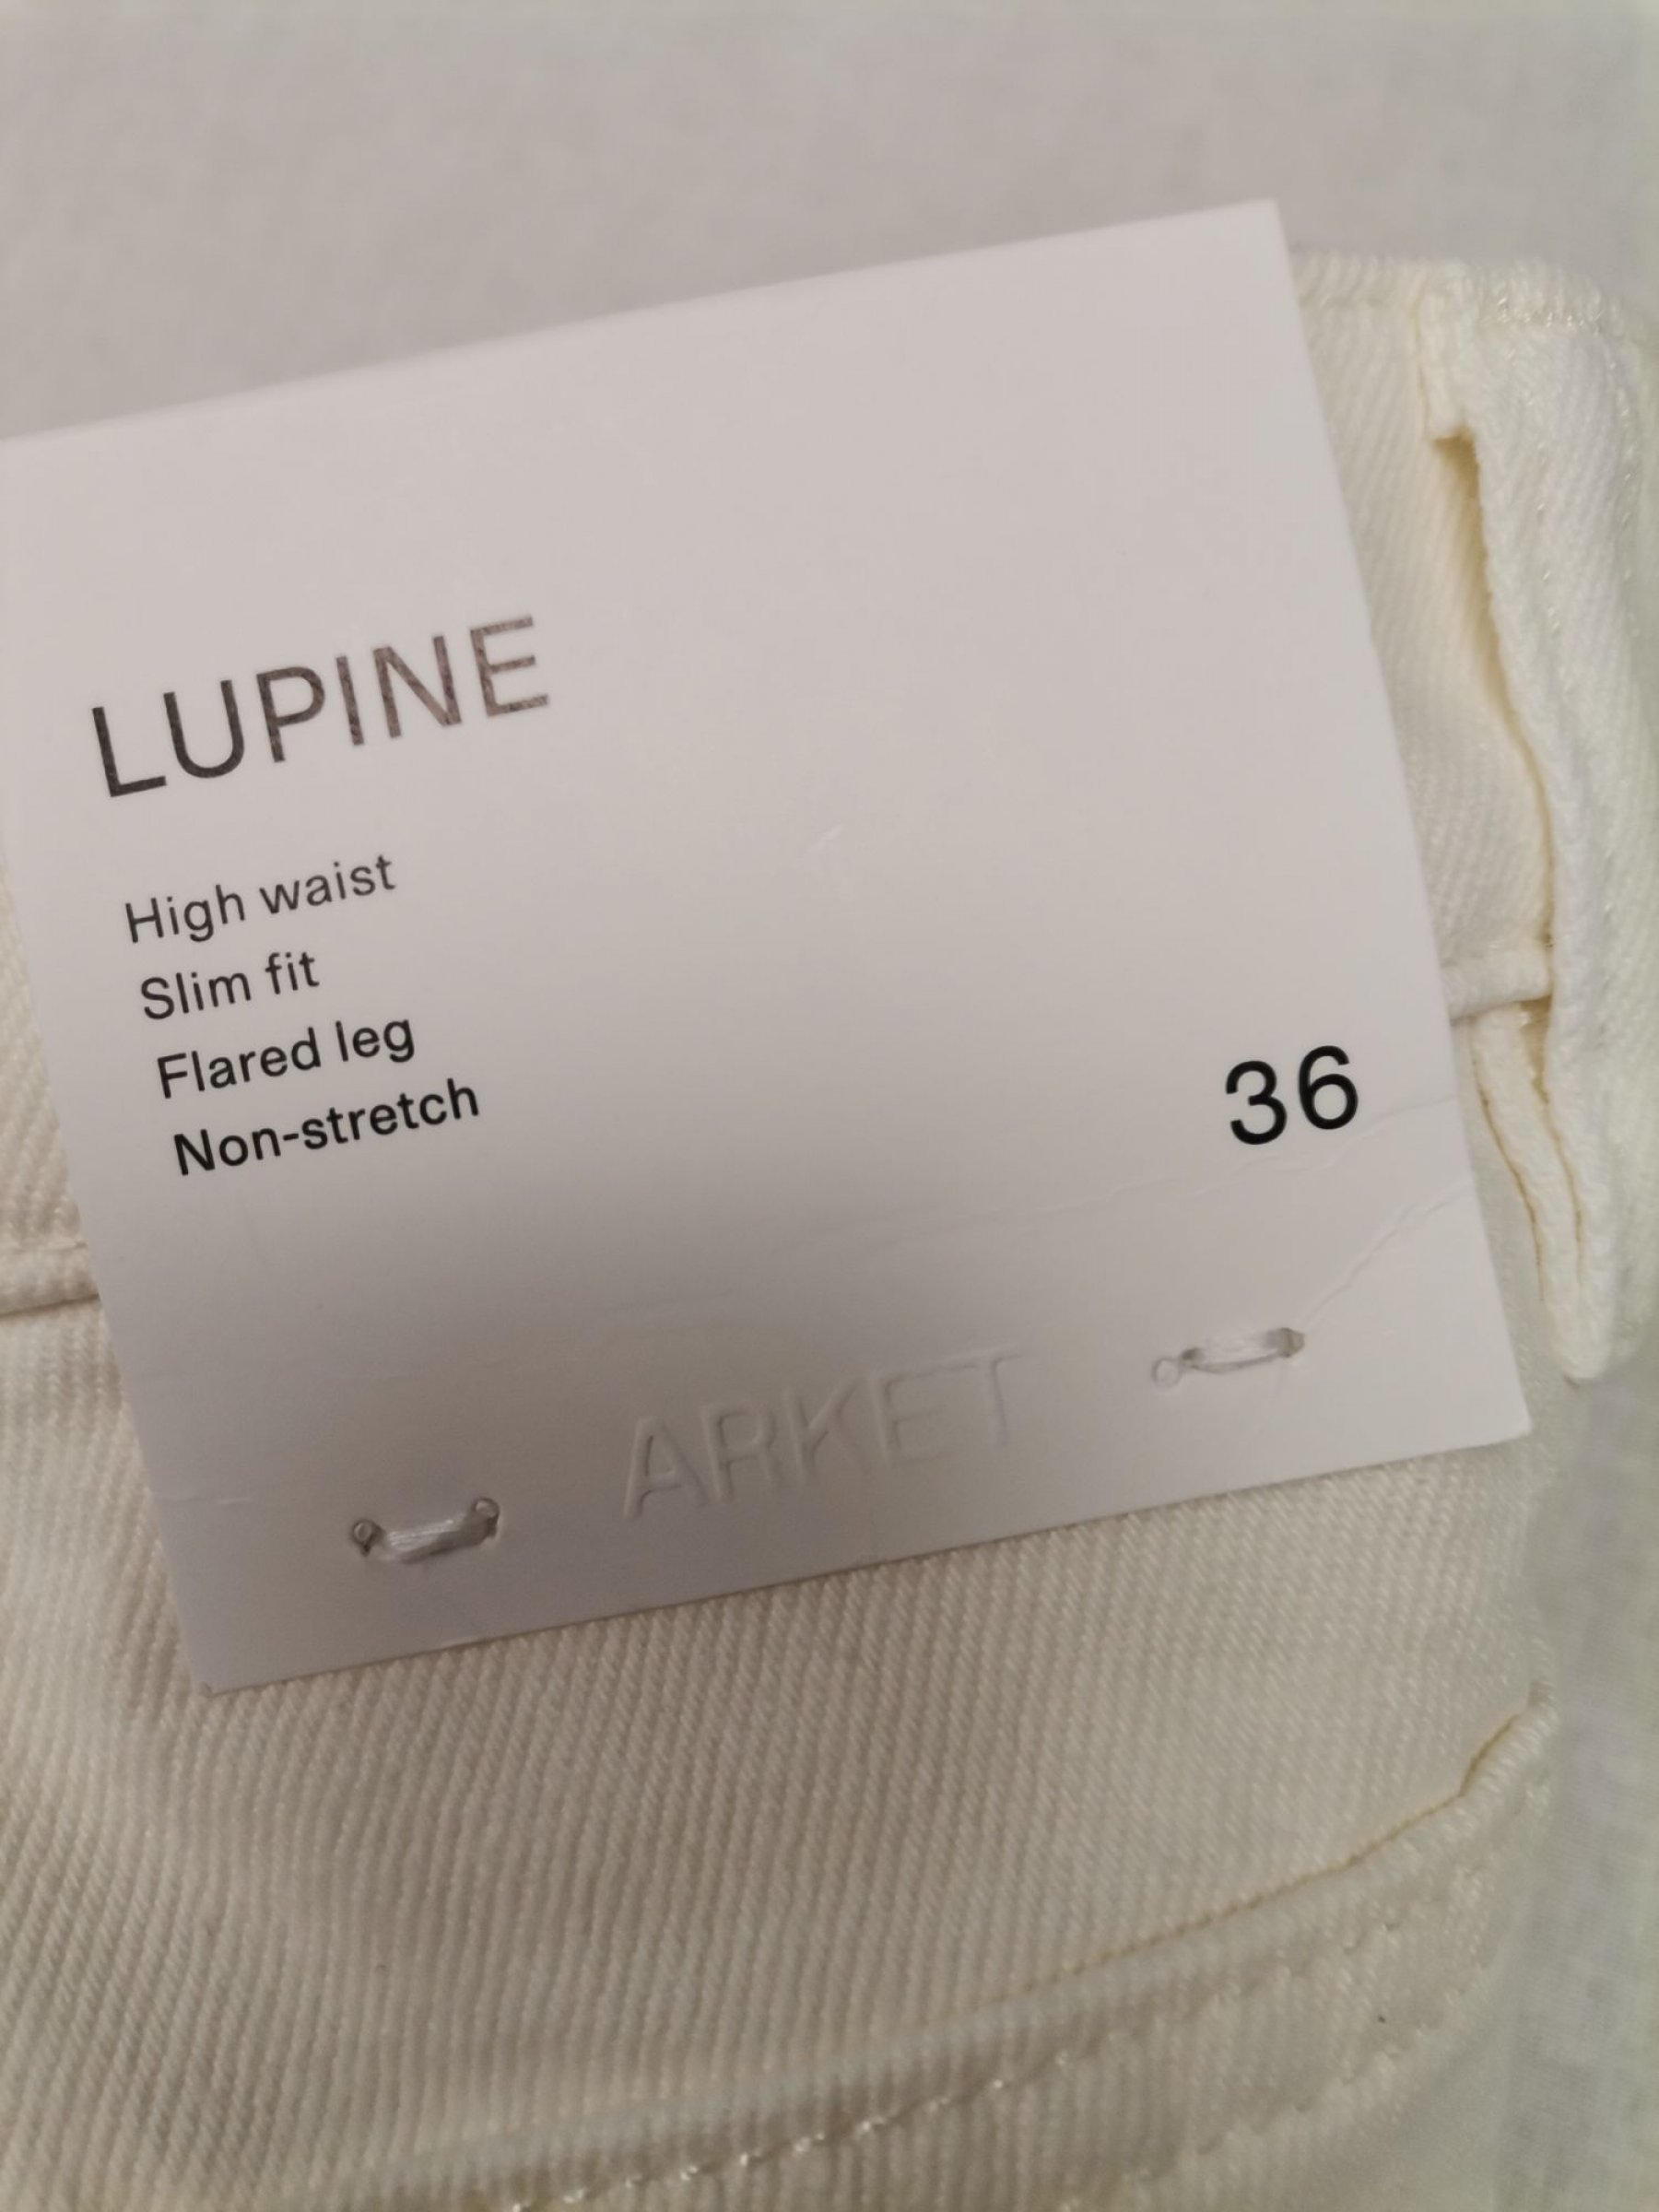 LUPINE
High waist
Slim fit
Flared leg
Non-stretch
36
ARKET